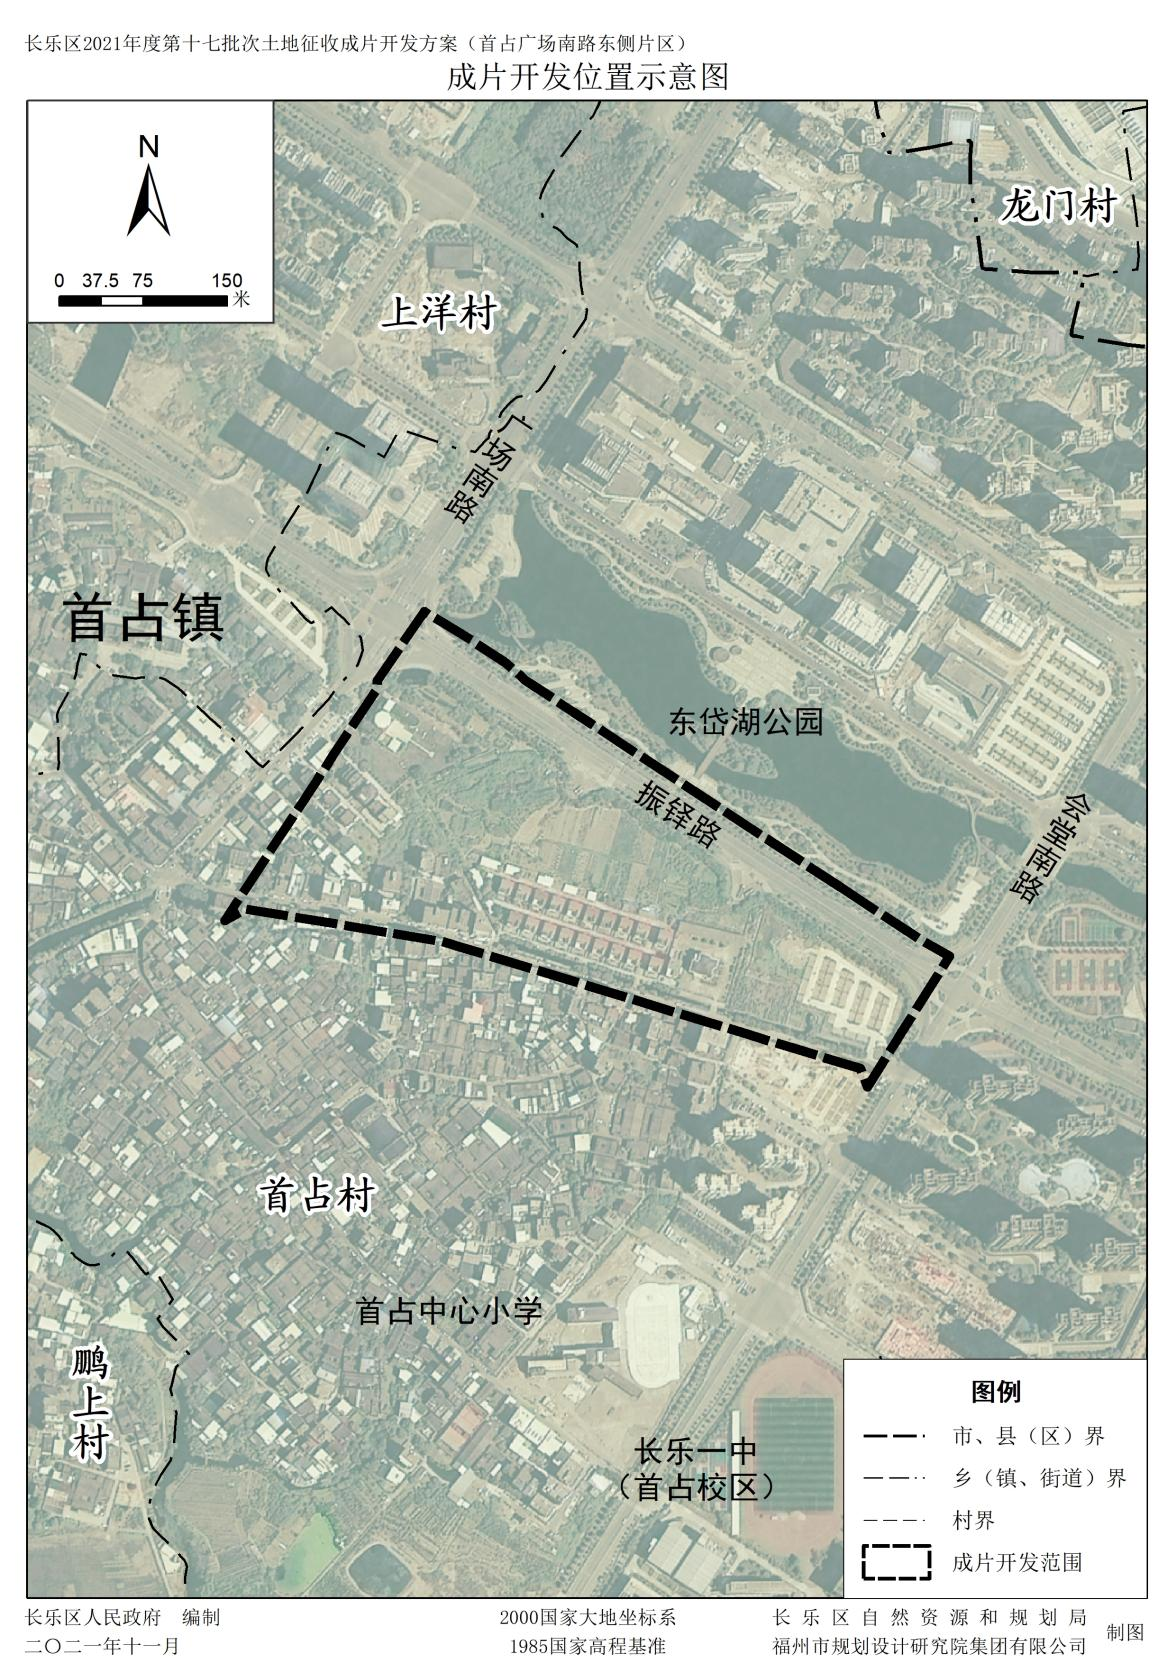 长乐区2021年度第十七批次土地征收成片开发方案（首占广场南路东侧片区）
成片开发位置示意图
N
0 37.5 75 150
米
龙门村
上洋村
广场南路
首占镇
东岱湖公园
振铎路
会堂南路
首占村
首占中心小学
鹏上村
长乐一中
（首占校区）
图例
市、县（区）界
乡（镇、街道）界
村界
成片开发范围
长乐区人民政府 编制
二〇二一年十一月
2000国家大地坐标系
1985国家高程基准
长乐区自然资源和规划局
福州市规划设计研究院集团有限公司
制图